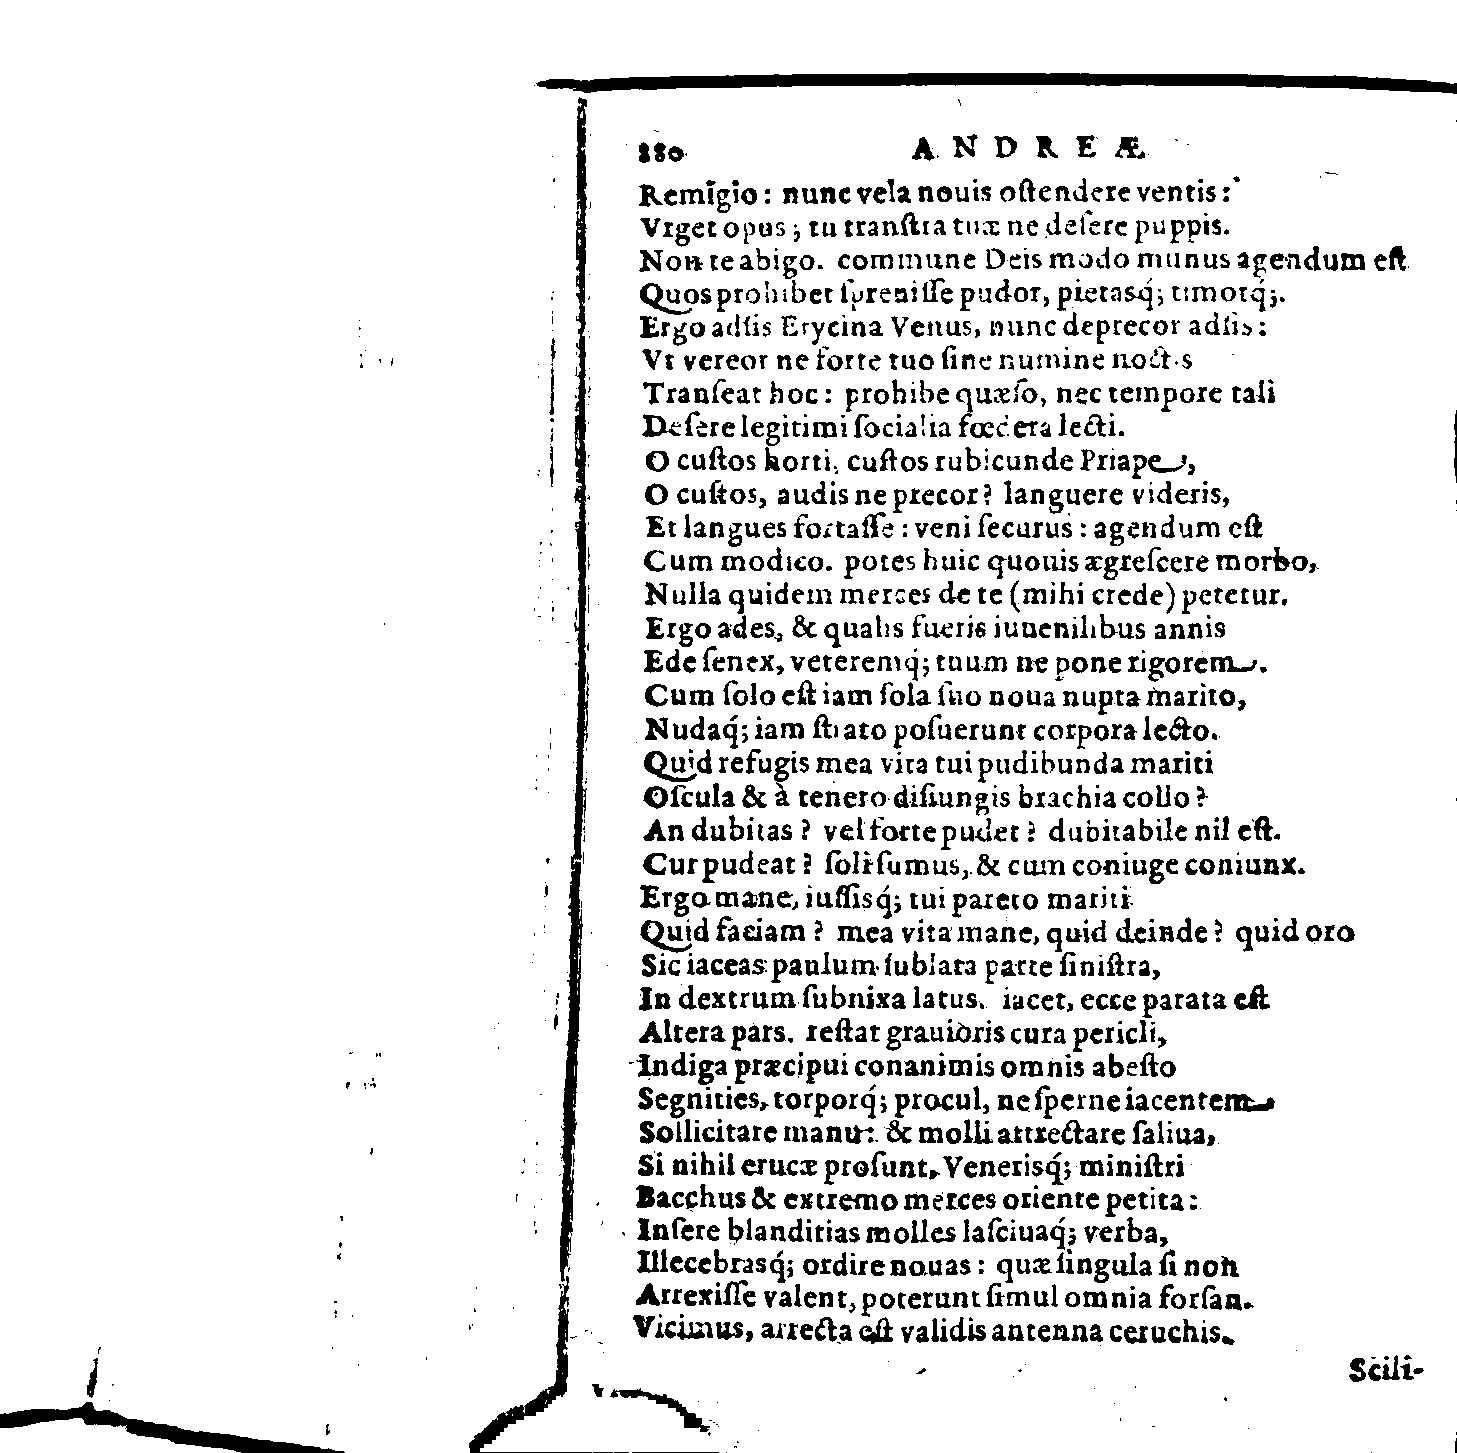 880 ANDREÆ
Remigio: nunc vela nouis oſtendere ventis:
Vrget opus; tu tranſtra tuæ ne deſere puppis.
Non te abigo. commune Deis modo munus agendum eſt
Quos prohibet ſpreniſſe pudor, pietasq́; timorq́;.
Ergo adſis Erycina Venus, nunc deprecor adſis:
Vt vereor ne forte tuo ſine numine noctis
Tranſeat hoc: prohibe quæſo, nec tempore tali
Deſere legitimi ſocialia fœdera lecti.
O cuſtos horti, cuſtos rubicunde Priape,
O cuſtos, audis ne precor? languere videris,
Et langues fortaſſe: veni ſecurus: agendum eſt
Cum modico. potes huic quouis ægreſcere morbo,
Nulla quidem merces de te (mihi crede) petetur.
Ergo ades, & qualis fueris iuuenilibus annis
Ede ſenex, veteremq́; tuum ne pone rigorem.
Cum ſolo eſt iam ſola ſuo noua nupta marito,
Nudaq́; iam ſtrato poſuerunt corpora lecto.
Quid refugis mea vita tui pudibunda mariti
Oſcula & à tenero diſiungis brachia collo?
An dubitas? vel forte pudet? dubitabile nil eſt.
Cur pudeat? ſoli ſumus, & cum coniuge coniunx.
Ergo mane, iuſſisq́; tui pareto mariti
Quid faciam? mea vita mane, quid deinde? quid oro
Sic iaceas paulum ſublata parte ſiniſtra,
In dextrum ſubnixa latus. iacet, ecce parata eſt
Altera pars. reſtat grauioris cura pericli,
Indiga præcipui conanimis omnis abeſto
Segnities, torporq́; procul, ne ſperne iacentem
Sollicitare manu: & molli attrectare ſaliua,
Si nihil erucæ proſunt, Venerisq́; miniſtri
Bacchus & extremo merces oriente petita:
Inſere blanditias molles laſciuaq́; verba,
Illecebrasq́; ordire nouas: quæ ſingula ſi non
Arrexiſſe valent, poterunt ſimul omnia forſan.
Vicimus, arrecta eſt validis antenna ceruchis.
Scili-